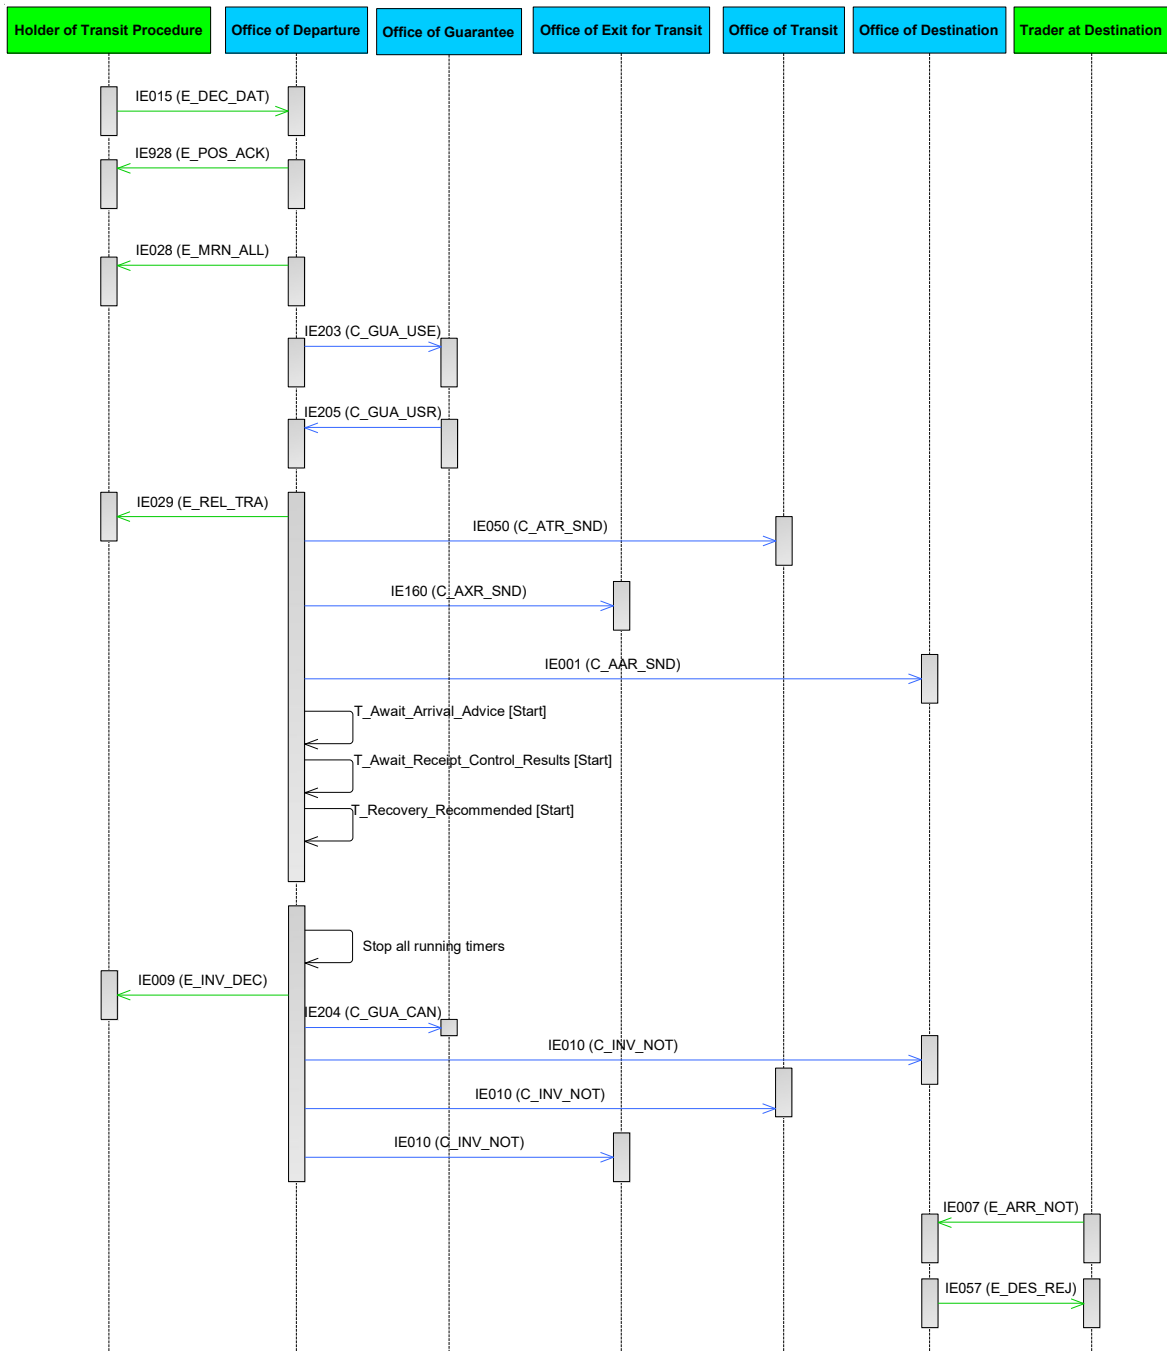 Holder of Transit Procedure
Office of Departure
Office of Guarantee
Office of Exit for Transit
Office of Transit
Office of Destination
Trader at Destination
IE015 (E_DEC_DAT)
IE928 (E_POS_ACK)
IE028 (E_MRN_ALL)
IE203 (C_GUA_USE)
IE205 (C_GUA_USR)
IE029 (E_REL_TRA)
IE050 (C_ATR_SND)
IE160 (C_AXR_SND)
IE001 (C_AAR_SND)
T_Await_Arrival_Advice [Start]
T_Await_Receipt_Control_Results [Start]
T_Recovery_Recommended [Start]
Stop all running timers
IE009 (E_INV_DEC)
IE204 (C_GUA_CAN)
IE010 (C_INV_NOT)
IE010 (C_INV_NOT)
IE010 (C_INV_NOT)
IE007 (E_ARR_NOT)
IE057 (E_DES_REJ)